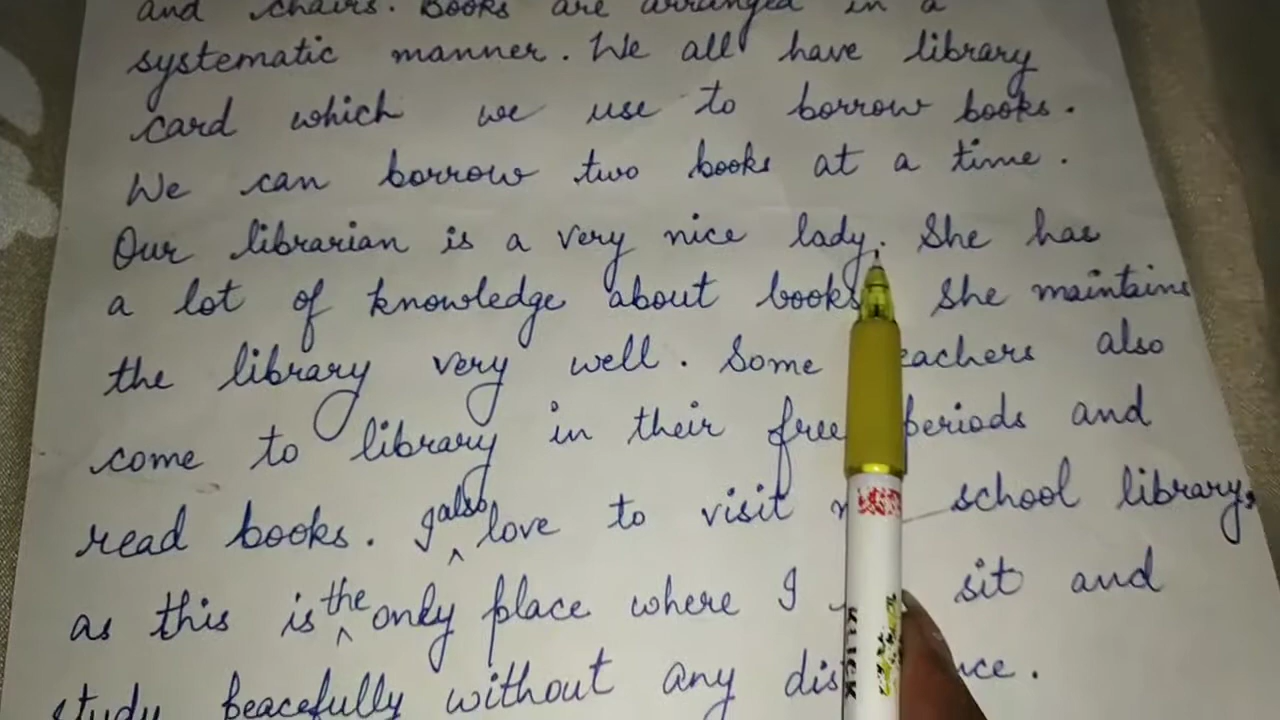 and chairs. Books are arranged in a
systematic manner. We all have library
card which we use to borrow books.
We can borrow two books at a time.
Our librarian is a very nice lady. She has
a lot of knowledge about books. She maintains
the library very well. Some teachers also
come to library in their free periods and
read books. I also love to visit school library,
as this is the only place where I sit and
study peacefully without any
KLICK